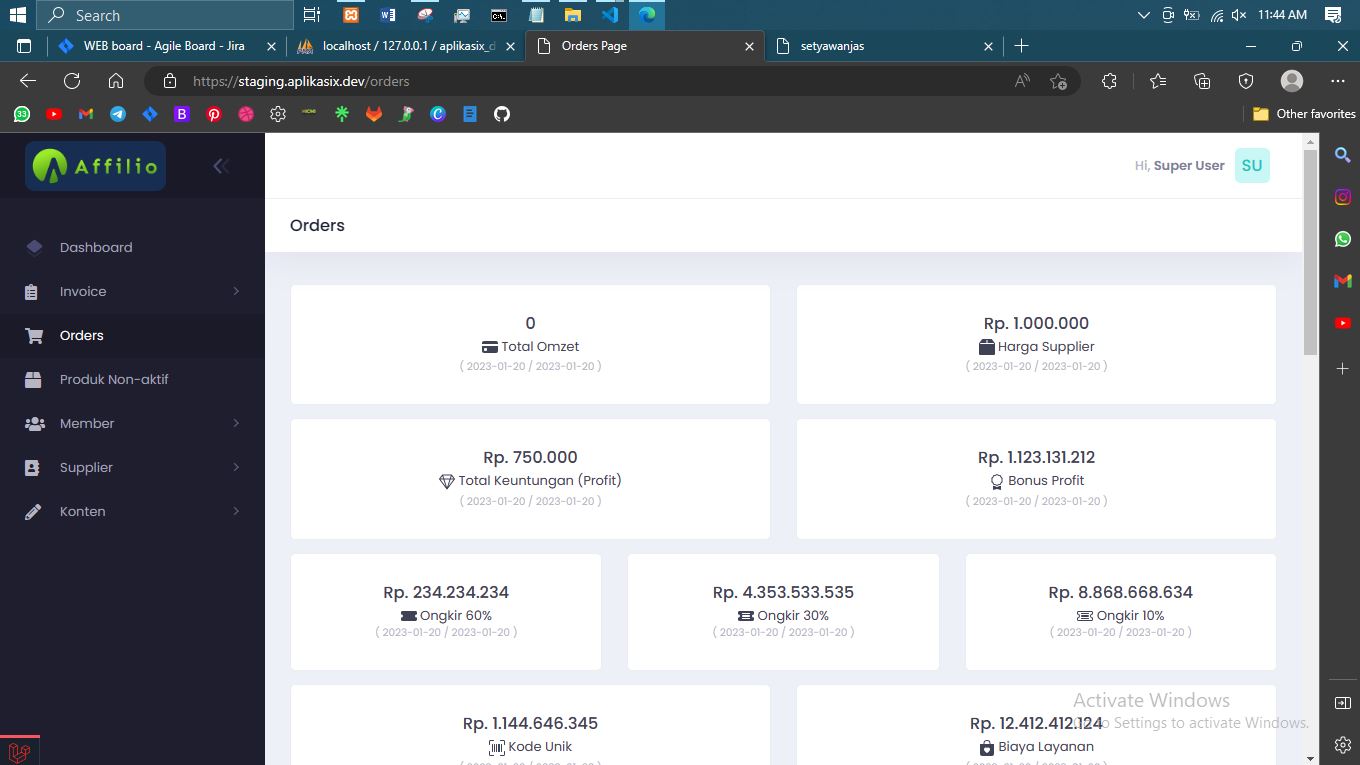 Search
11:44 AM
WEB board - Agile Board - Jira
localhost / 127.0.0.1 / aplikasix_d
Orders Page
setyawanjas
https://staging.aplikasix.dev/orders
33
B
Other favorites
Affilio
Hi, Super User
SU
Orders
Dashboard
Invoice
Orders
Produk Non-aktif
Member
Supplier
Konten
0
Total Omzet
( 2023-01-20 / 2023-01-20 )
Rp. 1.000.000
Harga Supplier
( 2023-01-20 / 2023-01-20 )
Rp. 750.000
Total Keuntungan (Profit)
( 2023-01-20 / 2023-01-20 )
Rp. 1.123.131.212
Bonus Profit
( 2023-01-20 / 2023-01-20 )
Rp. 234.234.234
Ongkir 60%
( 2023-01-20 / 2023-01-20 )
Rp. 4.353.533.535
Ongkir 30%
( 2023-01-20 / 2023-01-20 )
Rp. 8.868.668.634
Ongkir 10%
( 2023-01-20 / 2023-01-20 )
Rp. 1.144.646.345
Kode Unik
Rp. 12.412.412.124
Biaya Layanan
Activate Windows
Go to Settings to activate Windows.